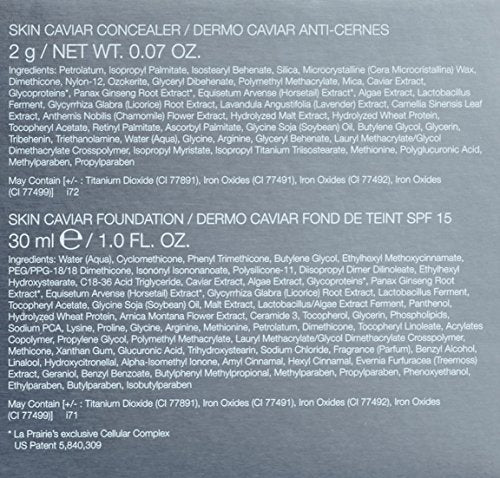 SKIN CAVIAR CONCEALER / DERMO CAVIAR ANTI-CERNES
2 g / NET WT. 0.07 OZ.
Ingredients: Petrolatum, Isopropyl Palmitate, Isostearyl Behenate, Silica, Microcrystalline (Cera Microcristallina) Wax,
Dimethicone, Nylon-12, Ozokerite, Glyceryl Dibehenate, Polymethyl Methacrylate, Mica, Caviar Extract,
Glycoproteins*, Panax Ginseng Root Extract*, Equisetum Arvense (Horsetail) Extract*, Algae Extract, Lactobacillus
Ferment, Glycyrrhiza Glabra (Licorice) Root Extract, Lavandula Angustifolia (Lavender) Extract, Camellia Sinensis Leaf
Extract, Anthemis Nobilis (Chamomile) Flower Extract, Hydrolyzed Malt Extract, Hydrolyzed Wheat Protein,
Tocopheryl Acetate, Retinyl Palmitate, Ascorbyl Palmitate, Glycine Soja (Soybean) Oil, Butylene Glycol, Glycerin,
Tribehenin, Triethanolamine, Water (Aqua), Glycine, Arginine, Glyceryl Behenate, Lauryl Methacrylate/Glycol
Dimethacrylate Crosspolymer, Isopropyl Myristate, Isopropyl Titanium Triisostearate, Methionine, Polyglucuronic Acid,
Methylparaben, Propylparaben
May Contain [+/- : Titanium Dioxide (CI 77891), Iron Oxides (CI 77491), Iron Oxides (CI 77492), Iron Oxides
(CI 77499)] i72
SKIN CAVIAR FOUNDATION / DERMO CAVIAR FOND DE TEINT SPF 15
30 ml ℮ / 1.0 FL. OZ.
Ingredients: Water (Aqua), Cyclomethicone, Phenyl Trimethicone, Butylene Glycol, Ethylhexyl Methoxycinnamate,
PEG/PPG-18/18 Dimethicone, Isononyl Isononanoate, Polysilicone-11, Diisopropyl Dimer Dilinoleate, Ethylhexyl
Hydroxystearate, C18-36 Acid Triglyceride, Caviar Extract, Algae Extract, Glycoproteins*, Panax Ginseng Root
Extract*, Equisetum Arvense (Horsetail) Extract*, Glycyrrhiza Glabra (Licorice) Root Extract, Lactobacillus Ferment,
Tocopheryl Acetate, Glycine Soja (Soybean) Oil, Malt Extract, Lactobacillus/Algae Extract Ferment, Panthenol,
Hydrolyzed Wheat Protein, Arnica Montana Flower Extract, Ceramide 3, Tocopherol, Glycerin, Phospholipids,
Sodium PCA, Lysine, Proline, Glycine, Arginine, Methionine, Petrolatum, Dimethicone, Tocopheryl Linoleate, Acrylates
Copolymer, Propylene Glycol, Polymethyl Methacrylate, Lauryl Methacrylate/Glycol Dimethacrylate Crosspolymer,
Methicone, Xanthan Gum, Glucuronic Acid, Trihydroxystearin, Sodium Chloride, Fragrance (Parfum), Benzyl Alcohol,
Linalool, Hydroxycitronellal, Alpha-Isomethyl Ionone, Amyl Cinnamal, Hexyl Cinnamal, Evernia Furfuracea (Treemoss)
Extract, Geraniol, Benzyl Benzoate, Butylphenyl Methylpropional, Methylparaben, Propylparaben, Phenoxyethanol,
Ethylparaben, Butylparaben, Isobutylparaben
May Contain [+/- : Titanium Dioxide (CI 77891), Iron Oxides (CI 77491), Iron Oxides (CI 77492), Iron Oxides
(CI 77499)] i71
* La Prairie's exclusive Cellular Complex
US Patent 5,840,309